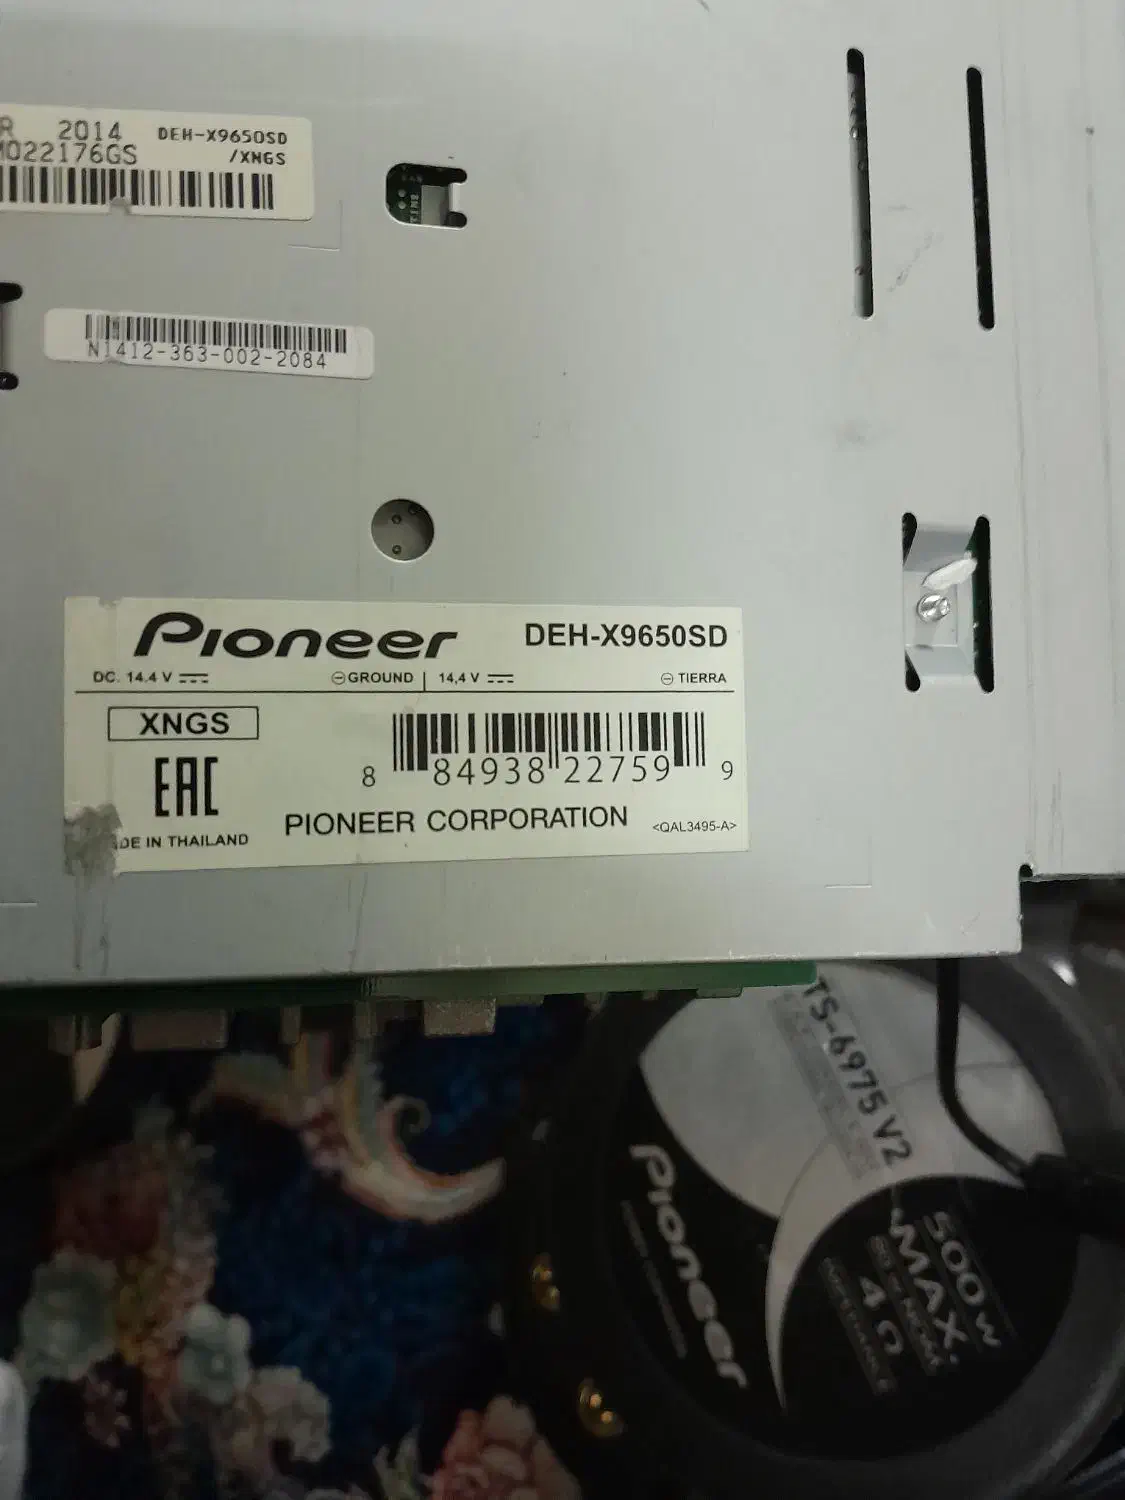 R 2014 DEH-X9650SD
M022176GS /XNGS
N1412-363-002-2084
Pioneer DEH-X9650SD
DC. 14.4 V GROUND 14,4 V TIERRA
XNGS
8 84938 22759 9
EAC
PIONEER CORPORATION <QAL3495-A>
DE IN THAILAND
TS-6975 V2
Pioneer
500w
MAX.
4 Ω
IMPEDANCE